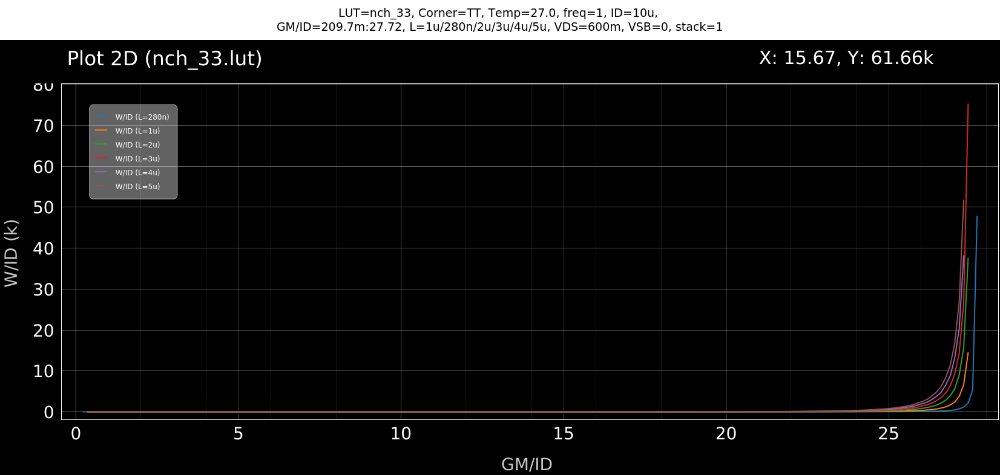 LUT=nch_33, Corner=TT, Temp=27.0, freq=1, ID=10u,
GM/ID=209.7m:27.72, L=1u/280n/2u/3u/4u/5u, VDS=600m, VSB=0, stack=1
Plot 2D (nch_33.lut)
X: 15.67, Y: 61.66k
80
70
60
50
40
30
20
10
0
W/ID (k)
W/ID (L=280n)
W/ID (L=1u)
W/ID (L=2u)
W/ID (L=3u)
W/ID (L=4u)
W/ID (L=5u)
0 5 10 15 20 25
GM/ID